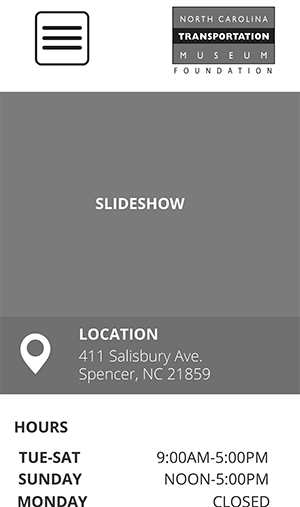 NORTH CAROLINA
TRANSPORTATION
MUSEUM
FOUNDATION
SLIDESHOW
LOCATION
411 Salisbury Ave.
Spencer, NC 21859
HOURS
TUE-SAT 9:00AM-5:00PM
SUNDAY NOON-5:00PM
MONDAY CLOSED